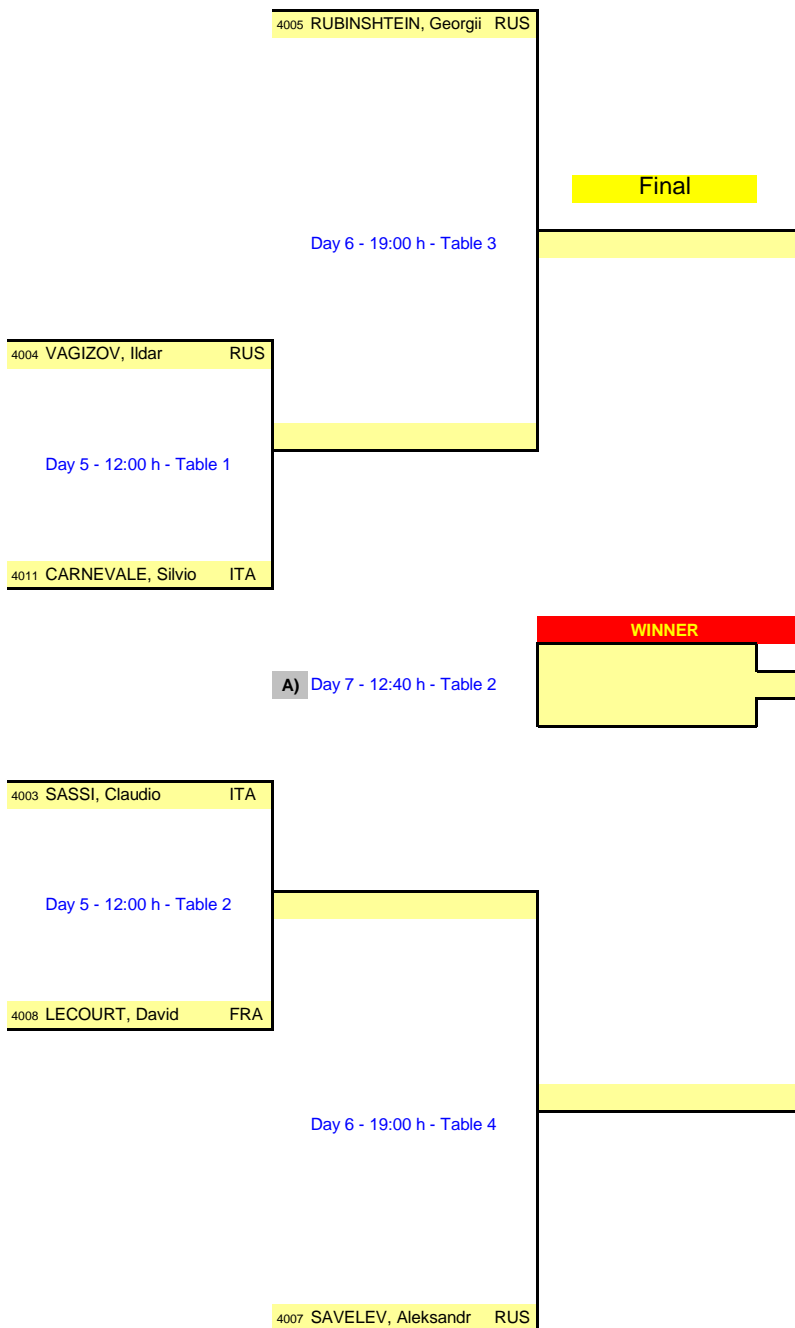 4005 RUBINSHTEIN, Georgii RUS
Final
Day 6 - 19:00 h - Table 3
4004 VAGIZOV, Ildar RUS
Day 5 - 12:00 h - Table 1
4011 CARNEVALE, Silvio ITA
WINNER
A) Day 7 - 12:40 h - Table 2
4003 SASSI, Claudio ITA
Day 5 - 12:00 h - Table 2
4008 LECOURT, David FRA
Day 6 - 19:00 h - Table 4
4007 SAVELEV, Aleksandr RUS